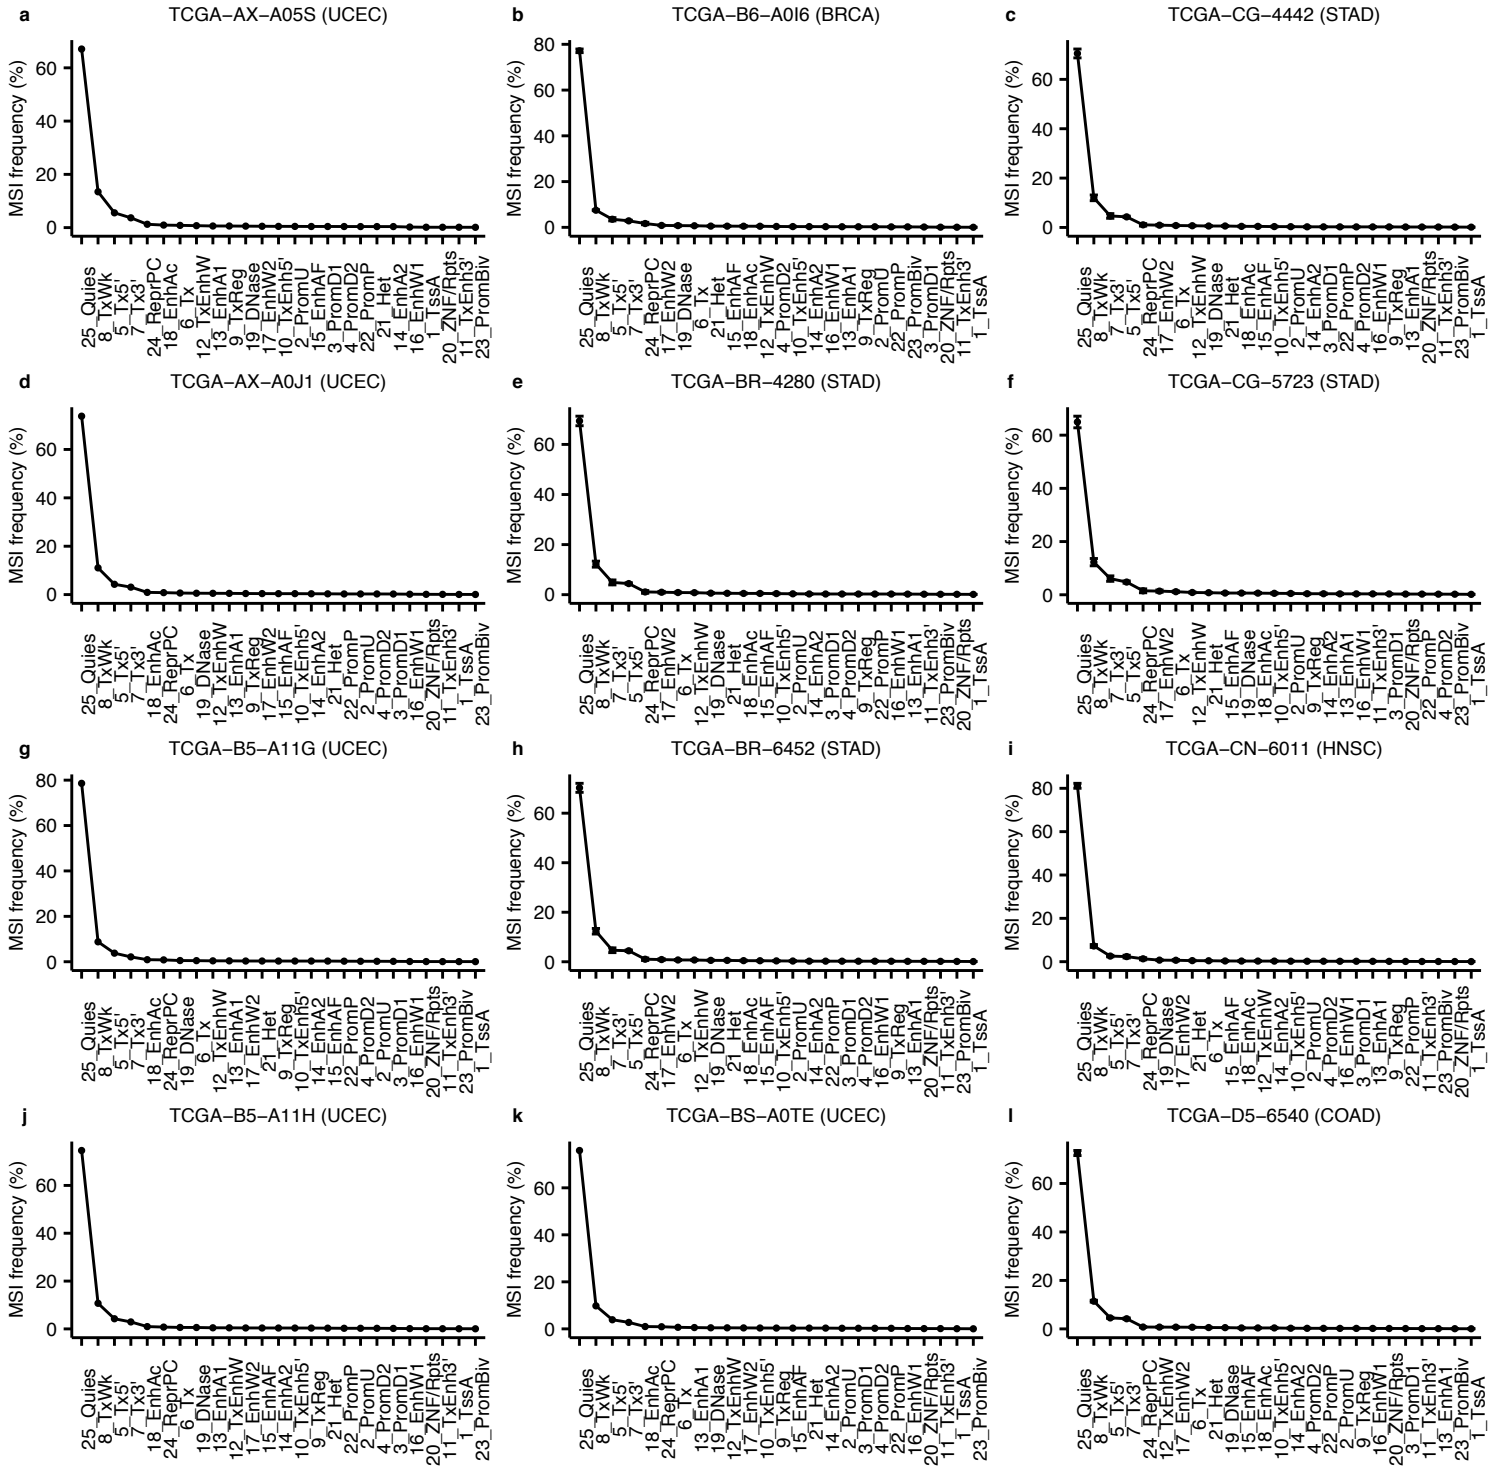 a TCGA−AX−A05S (UCEC)
MSI frequency (%)
60
40
20
0
25_Quies
8_TxWk
5_Tx5'
7_Tx3'
24_ReprPC
18_EnhAc
6_Tx
12_TxEnhW
13_EnhA1
9_TxReg
19_DNase
17_EnhW2
10_TxEnh5'
2_PromU
15_EnhAF
3_PromD1
4_PromD2
22_PromP
21_Het
14_EnhA2
16_EnhW1
1_TssA
20_ZNF/Rpts
11_TxEnh3'
23_PromBiv
b TCGA−B6−A0I6 (BRCA)
MSI frequency (%)
80
60
40
20
0
25_Quies
8_TxWk
5_Tx5'
7_Tx3'
24_ReprPC
17_EnhW2
19_DNase
6_Tx
21_Het
15_EnhAF
18_EnhAc
12_TxEnhW
4_PromD2
10_TxEnh5'
14_EnhA2
16_EnhW1
13_EnhA1
9_TxReg
2_PromU
22_PromP
23_PromBiv
3_PromD1
20_ZNF/Rpts
11_TxEnh3'
1_TssA
c TCGA−CG−4442 (STAD)
MSI frequency (%)
60
40
20
0
25_Quies
8_TxWk
7_Tx3'
5_Tx5'
24_ReprPC
17_EnhW2
6_Tx
12_TxEnhW
19_DNase
21_Het
18_EnhAc
15_EnhAF
10_TxEnh5'
2_PromU
14_EnhA2
3_PromD1
22_PromP
4_PromD2
16_EnhW1
9_TxReg
13_EnhA1
20_ZNF/Rpts
11_TxEnh3'
23_PromBiv
1_TssA
d TCGA−AX−A0J1 (UCEC)
MSI frequency (%)
60
40
20
0
25_Quies
8_TxWk
5_Tx5'
7_Tx3'
18_EnhAc
24_ReprPC
6_Tx
19_DNase
12_TxEnhW
13_EnhA1
9_TxReg
17_EnhW2
15_EnhAF
10_TxEnh5'
14_EnhA2
21_Het
22_PromP
2_PromU
4_PromD2
3_PromD1
16_EnhW1
20_ZNF/Rpts
11_TxEnh3'
1_TssA
23_PromBiv
e TCGA−BR−4280 (STAD)
MSI frequency (%)
60
40
20
0
25_Quies
8_TxWk
7_Tx3'
5_Tx5'
24_ReprPC
17_EnhW2
6_Tx
12_TxEnhW
19_DNase
21_Het
18_EnhAc
15_EnhAF
10_TxEnh5'
2_PromU
14_EnhA2
3_PromD1
4_PromD2
9_TxReg
22_PromP
16_EnhW1
13_EnhA1
11_TxEnh3'
23_PromBiv
20_ZNF/Rpts
1_TssA
f TCGA−CG−5723 (STAD)
MSI frequency (%)
60
40
20
0
25_Quies
8_TxWk
7_Tx3'
5_Tx5'
24_ReprPC
17_EnhW2
6_Tx
12_TxEnhW
21_Het
15_EnhAF
19_DNase
18_EnhAc
10_TxEnh5'
2_PromU
9_TxReg
14_EnhA2
13_EnhA1
16_EnhW1
11_TxEnh3'
3_PromD1
20_ZNF/Rpts
22_PromP
4_PromD2
23_PromBiv
1_TssA
g TCGA−B5−A11G (UCEC)
MSI frequency (%)
80
60
40
20
0
25_Quies
8_TxWk
5_Tx5'
7_Tx3'
18_EnhAc
24_ReprPC
19_DNase
6_Tx
12_TxEnhW
13_EnhA1
17_EnhW2
21_Het
9_TxReg
10_TxEnh5'
14_EnhA2
15_EnhAF
22_PromP
4_PromD2
2_PromU
3_PromD1
16_EnhW1
20_ZNF/Rpts
11_TxEnh3'
23_PromBiv
1_TssA
h TCGA−BR−6452 (STAD)
MSI frequency (%)
60
40
20
0
25_Quies
8_TxWk
7_Tx3'
5_Tx5'
24_ReprPC
17_EnhW2
6_Tx
12_TxEnhW
19_DNase
21_Het
18_EnhAc
15_EnhAF
10_TxEnh5'
2_PromU
14_EnhA2
22_PromP
3_PromD1
4_PromD2
16_EnhW1
9_TxReg
13_EnhA1
20_ZNF/Rpts
11_TxEnh3'
23_PromBiv
1_TssA
i TCGA−CN−6011 (HNSC)
MSI frequency (%)
80
60
40
20
0
25_Quies
8_TxWk
5_Tx5'
7_Tx3'
24_ReprPC
19_DNase
17_EnhW2
21_Het
6_Tx
15_EnhAF
18_EnhAc
12_TxEnhW
14_EnhA2
10_TxEnh5'
2_PromU
4_PromD2
16_EnhW1
3_PromD1
13_EnhA1
9_TxReg
22_PromP
11_TxEnh3'
23_PromBiv
20_ZNF/Rpts
1_TssA
j TCGA−B5−A11H (UCEC)
MSI frequency (%)
60
40
20
0
25_Quies
8_TxWk
5_Tx5'
7_Tx3'
18_EnhAc
24_ReprPC
6_Tx
19_DNase
13_EnhA1
12_TxEnhW
17_EnhW2
15_EnhAF
14_EnhA2
10_TxEnh5'
9_TxReg
21_Het
22_PromP
2_PromU
4_PromD2
3_PromD1
16_EnhW1
20_ZNF/Rpts
11_TxEnh3'
1_TssA
23_PromBiv
k TCGA−BS−A0TE (UCEC)
MSI frequency (%)
60
40
20
0
25_Quies
8_TxWk
5_Tx5'
7_Tx3'
18_EnhAc
24_ReprPC
6_Tx
13_EnhA1
19_DNase
12_TxEnhW
17_EnhW2
10_TxEnh5'
9_TxReg
15_EnhAF
21_Het
14_EnhA2
2_PromU
3_PromD1
4_PromD2
22_PromP
16_EnhW1
20_ZNF/Rpts
11_TxEnh3'
1_TssA
23_PromBiv
l TCGA−D5−6540 (COAD)
MSI frequency (%)
60
40
20
0
25_Quies
8_TxWk
5_Tx5'
7_Tx3'
24_ReprPC
12_TxEnhW
17_EnhW2
6_Tx
21_Het
19_DNase
15_EnhAF
18_EnhAc
10_TxEnh5'
14_EnhA2
4_PromD2
22_PromP
2_PromU
9_TxReg
16_EnhW1
20_ZNF/Rpts
3_PromD1
11_TxEnh3'
13_EnhA1
23_PromBiv
1_TssA